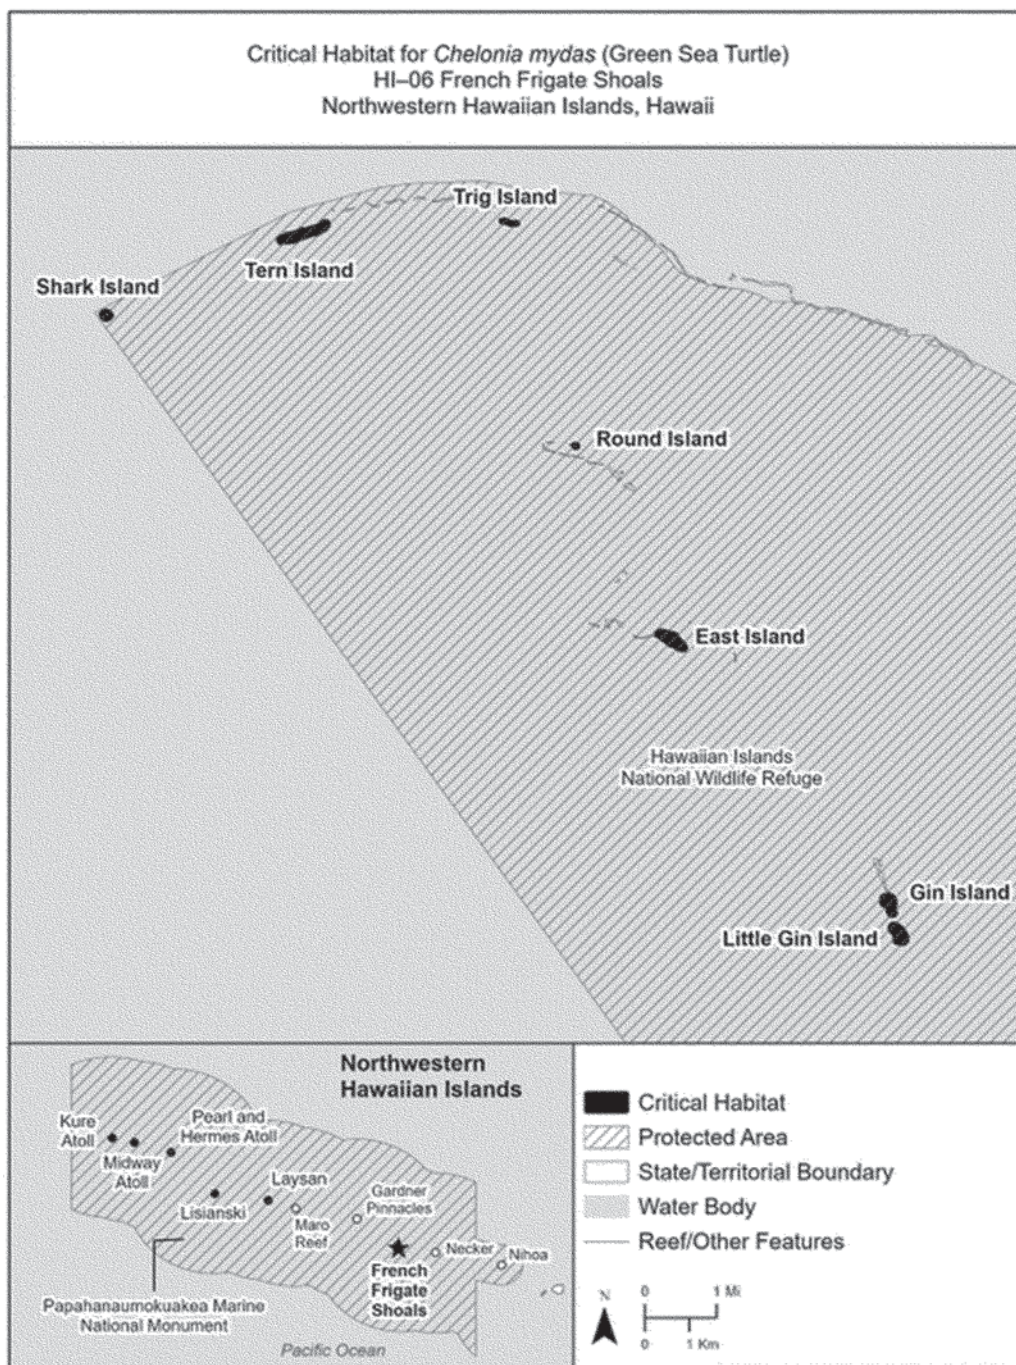 Critical Habitat for Chelonia mydas (Green Sea Turtle)
HI–06 French Frigate Shoals
Northwestern Hawaiian Islands, Hawaii
Trig Island
Tern Island
Shark Island
Round Island
East Island
Hawaiian Islands
National Wildlife Refuge
Gin Island
Little Gin Island
Northwestern
Hawaiian Islands
Kure
Atoll
Midway
Atoll
Pearl and
Hermes Atoll
Lisianski
Laysan
Maro
Reef
Gardner
Pinnacles
French
Frigate
Shoals
Necker
Nihoa
Papahanaumokuakea Marine
National Monument
Pacific Ocean
Critical Habitat
Protected Area
State/Territorial Boundary
Water Body
Reef/Other Features
N
0 1 Mi
0 1 Km